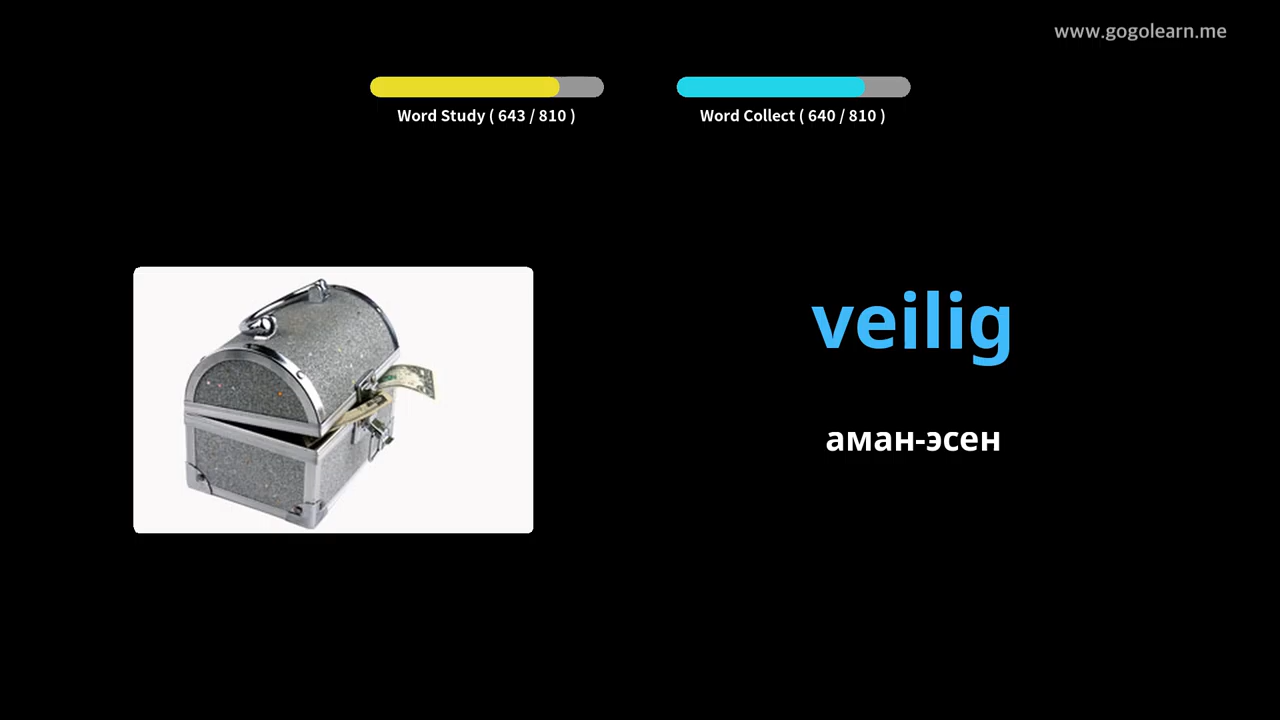 www.gogolearn.me
Word Study ( 643 / 810 )
Word Collect ( 640 / 810 )
veilig
аман-эсен